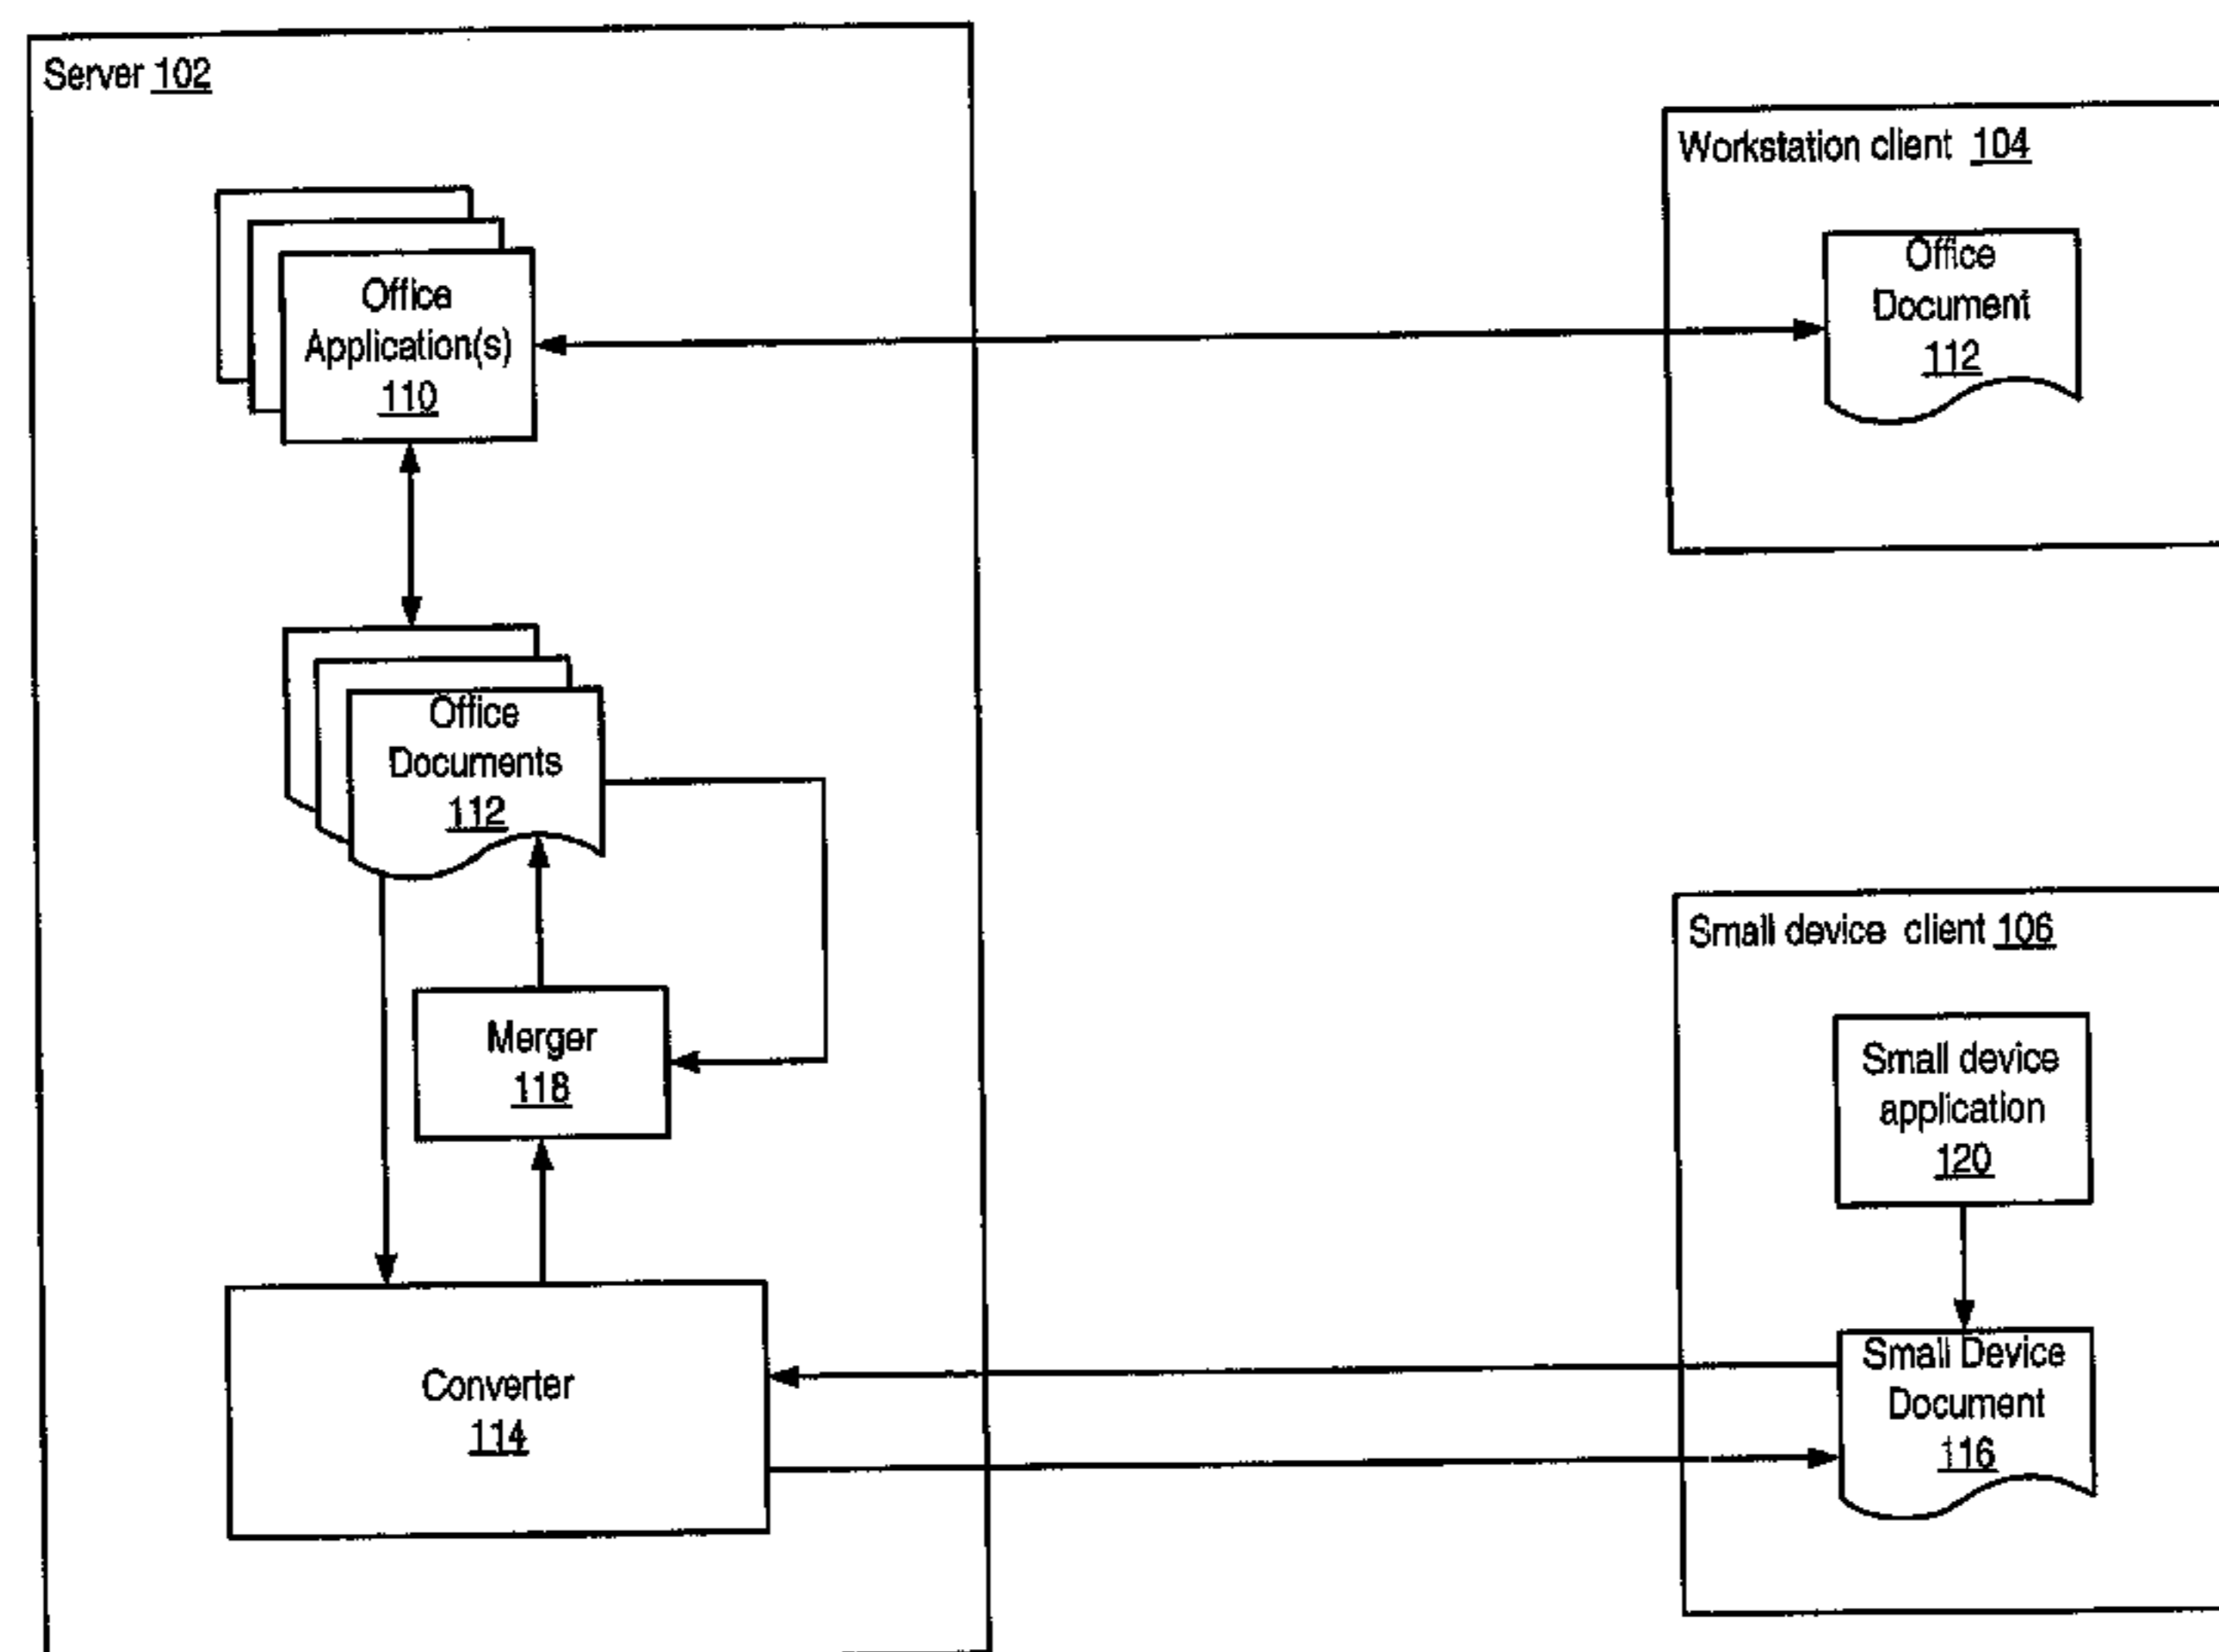 Server 102
Office
Application(s)
110
Office
Documents
112
Merger
118
Converter
114
Workstation client 104
Office
Document
112
Small device client 106
Small device
application
120
Small Device
Document
116